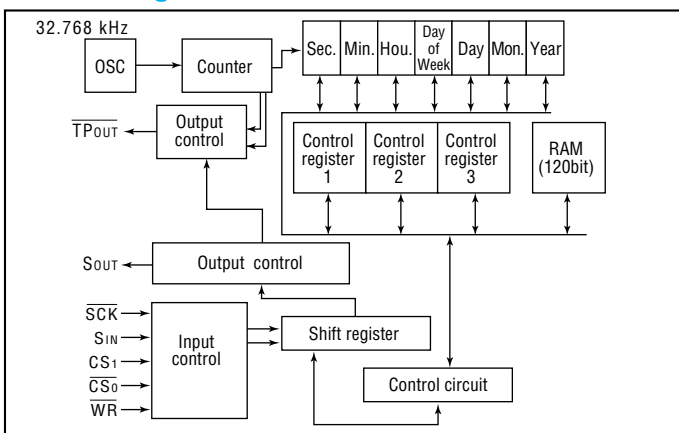 32.768 kHz
OSC
Counter
Sec.
Min.
Hou.
Day
of
Week
Day
Mon.
Year
TPOUT
Output
control
Control
register
1
Control
register
2
Control
register
3
RAM
(120bit)
SOUT
Output control
SCK
SIN
CS1
CS0
WR
Input
control
Shift register
Control circuit